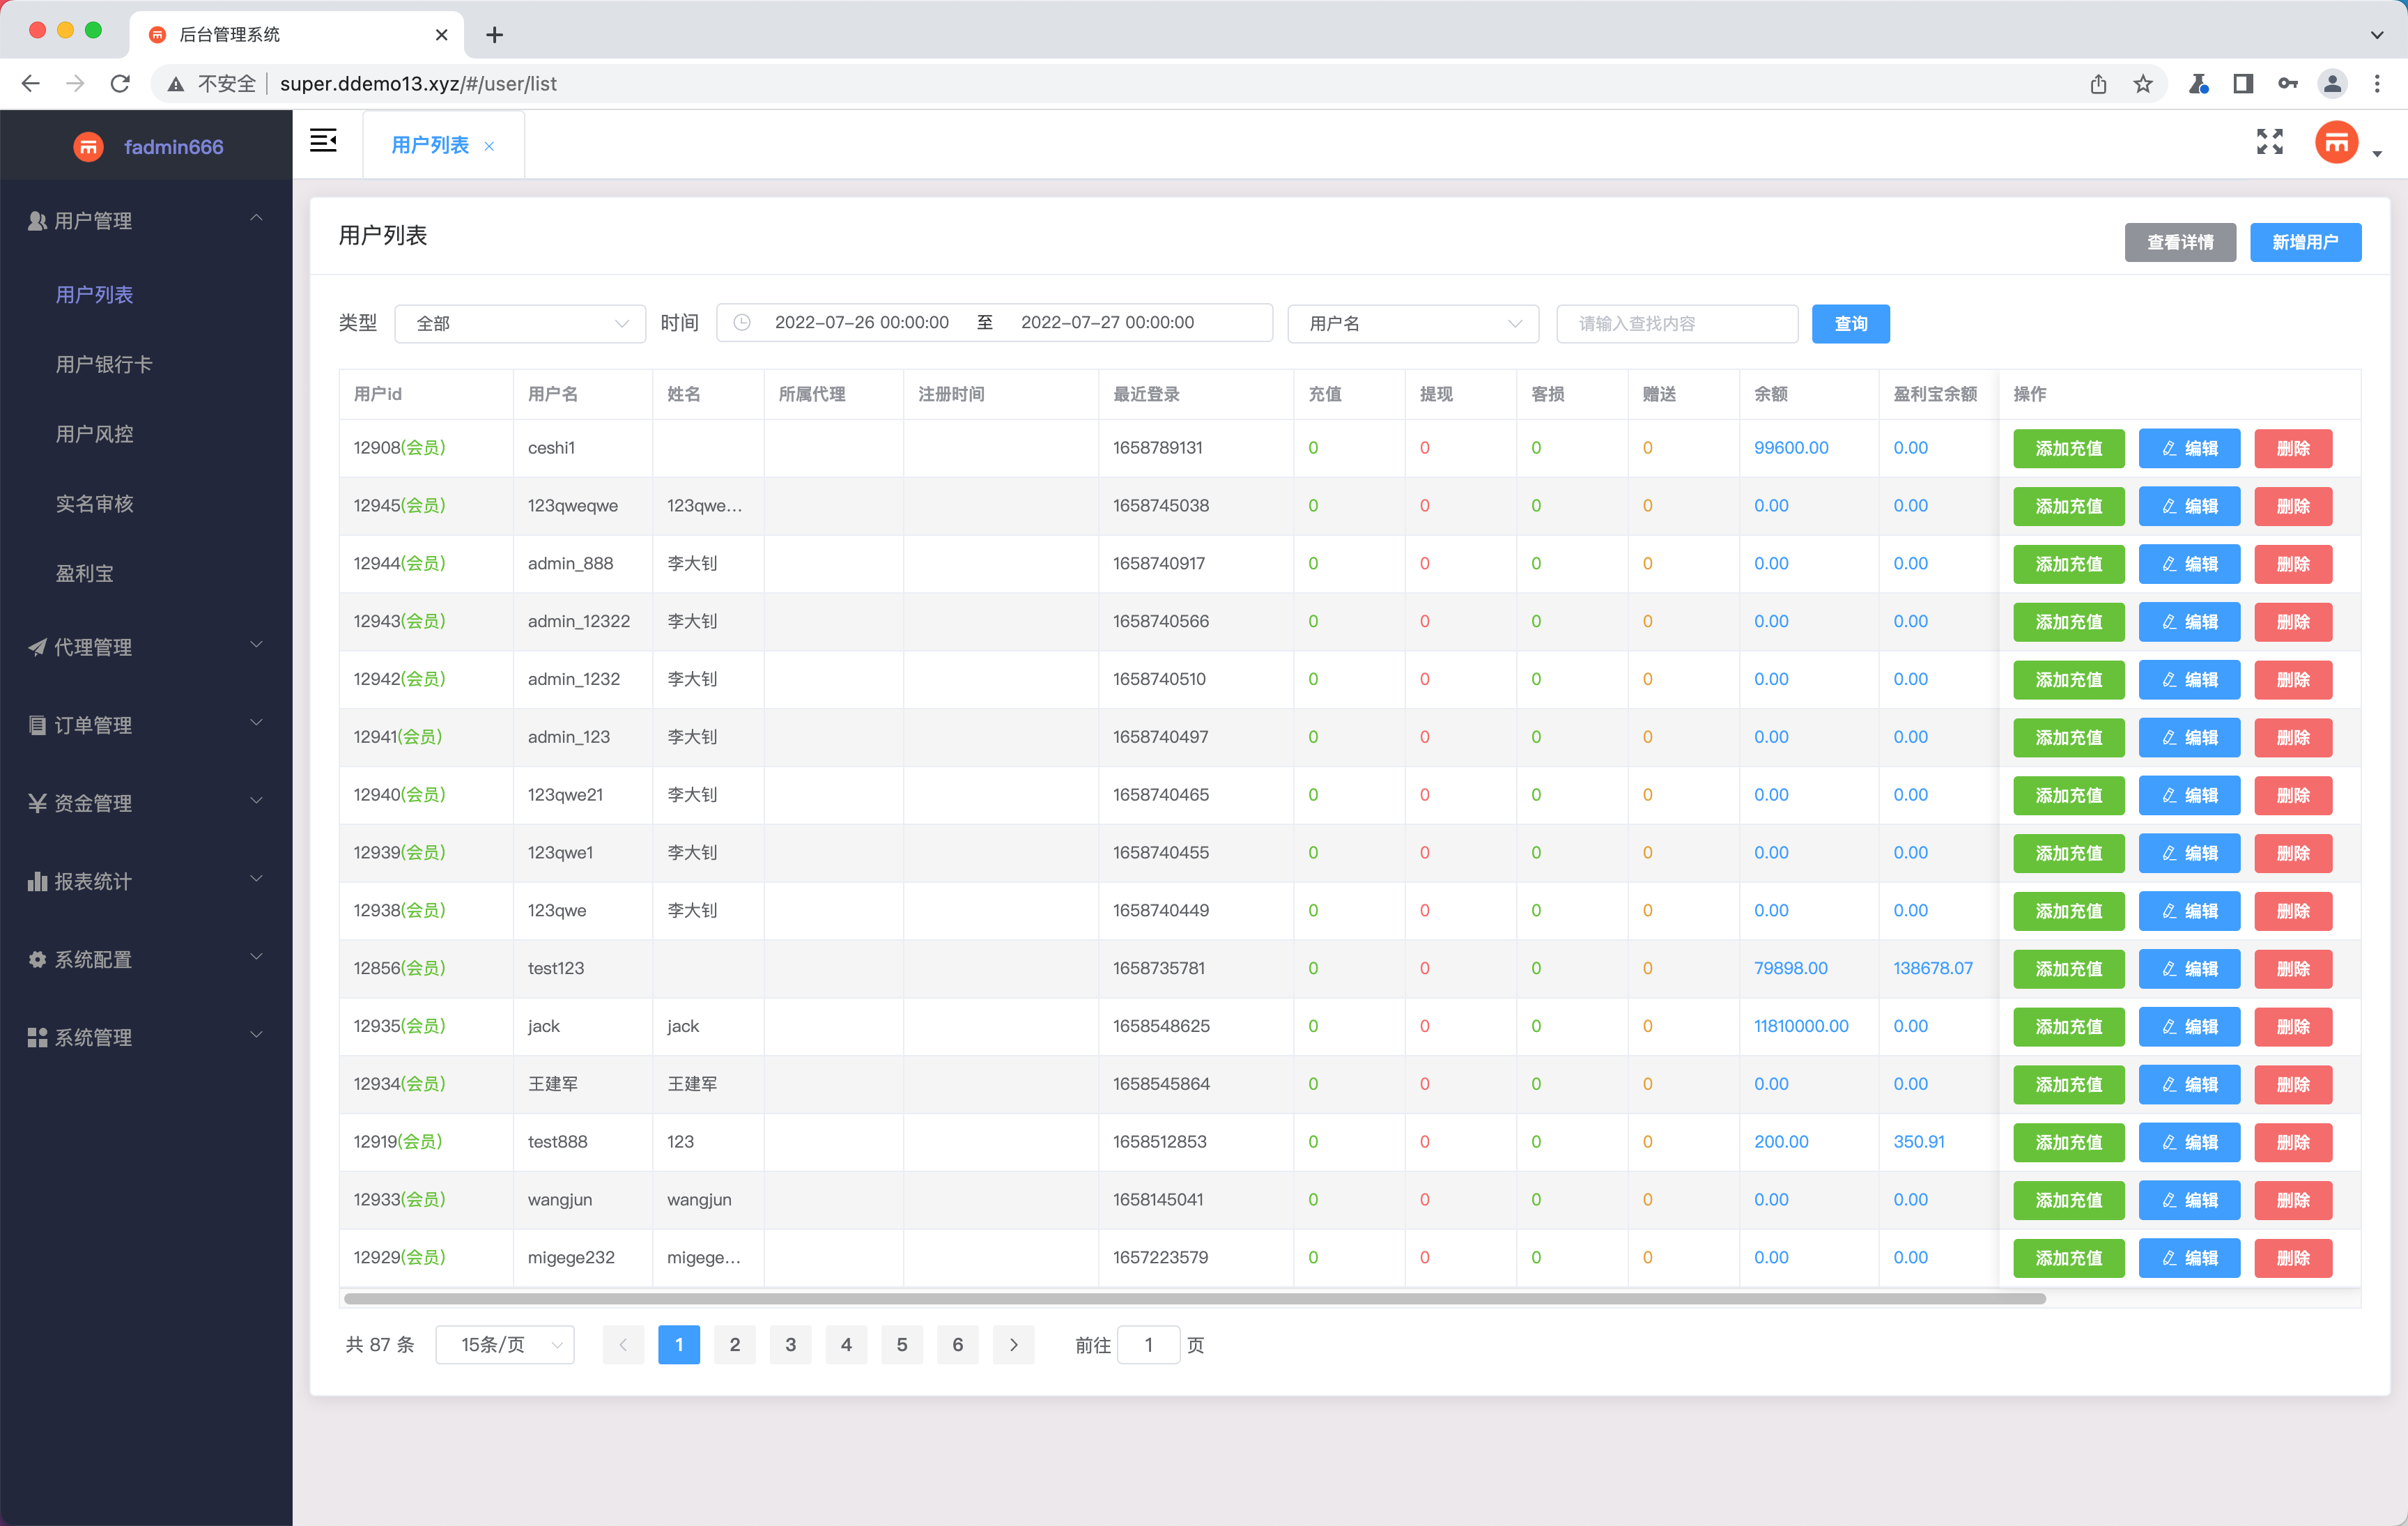 后台管理系统
不安全 super.ddemo13.xyz/#/user/list
fadmin666
用户列表
用户管理
用户列表
用户银行卡
用户风控
实名审核
盈利宝
代理管理
订单管理
资金管理
报表统计
系统配置
系统管理
用户列表 查看详情 新增用户
类型 全部 时间 2022-07-26 00:00:00 至 2022-07-27 00:00:00 用户名 请输入查找内容 查询
用户id 用户名 姓名 所属代理 注册时间 最近登录 充值 提现 客损 赠送 余额 盈利宝余额 操作
12908(会员) ceshi1 1658789131 0 0 0 0 99600.00 0.00 添加充值 编辑 删除
12945(会员) 123qweqwe 123qwe... 1658745038 0 0 0 0 0.00 0.00 添加充值 编辑 删除
12944(会员) admin_888 李大钊 1658740917 0 0 0 0 0.00 0.00 添加充值 编辑 删除
12943(会员) admin_12322 李大钊 1658740566 0 0 0 0 0.00 0.00 添加充值 编辑 删除
12942(会员) admin_1232 李大钊 1658740510 0 0 0 0 0.00 0.00 添加充值 编辑 删除
12941(会员) admin_123 李大钊 1658740497 0 0 0 0 0.00 0.00 添加充值 编辑 删除
12940(会员) 123qwe21 李大钊 1658740465 0 0 0 0 0.00 0.00 添加充值 编辑 删除
12939(会员) 123qwe1 李大钊 1658740455 0 0 0 0 0.00 0.00 添加充值 编辑 删除
12938(会员) 123qwe 李大钊 1658740449 0 0 0 0 0.00 0.00 添加充值 编辑 删除
12856(会员) test123 1658735781 0 0 0 0 79898.00 138678.07 添加充值 编辑 删除
12935(会员) jack jack 1658548625 0 0 0 0 11810000.00 0.00 添加充值 编辑 删除
12934(会员) 王建军 王建军 1658545864 0 0 0 0 0.00 0.00 添加充值 编辑 删除
12919(会员) test888 123 1658512853 0 0 0 0 200.00 350.91 添加充值 编辑 删除
12933(会员) wangjun wangjun 1658145041 0 0 0 0 0.00 0.00 添加充值 编辑 删除
12929(会员) migege232 migege... 1657223579 0 0 0 0 0.00 0.00 添加充值 编辑 删除
共 87 条 15条/页 1 2 3 4 5 6 前往 1 页